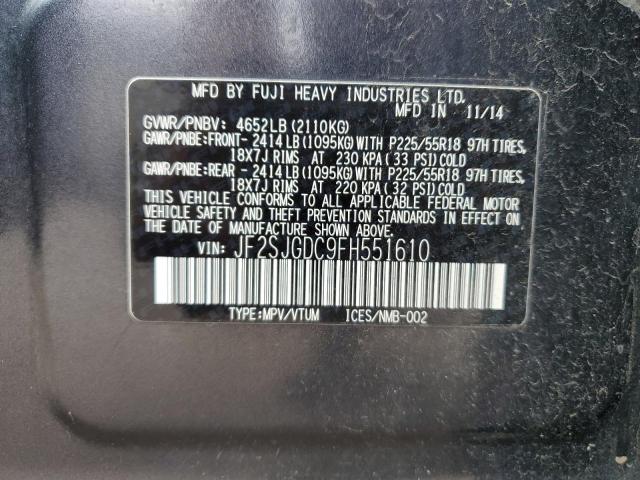 MFD BY FUJI HEAVY INDUSTRIES LTD.
MFD IN 11/14
GVWR/PNBV: 4652LB(2110KG)
GAWR/PNBE:FRONT- 2414LB(1095KG)WITH P225/55R18 97H TIRES,
18X7J RIMS AT 230 KPA(33 PSI)COLD
GAWR/PNBE:REAR - 2414LB(1095KG)WITH P225/55R18 97H TIRES,
18X7J RIMS AT 220 KPA(32 PSI)COLD
THIS VEHICLE CONFORMS TO ALL APPLICABLE FEDERAL MOTOR
VEHICLE SAFETY AND THEFT PREVENTION STANDARDS IN EFFECT ON
THE DATE OF MANUFACTURE SHOWN ABOVE.
VIN: JF2SJGDC9FH551610
TYPE:MPV/VTUM ICES/NMB-002